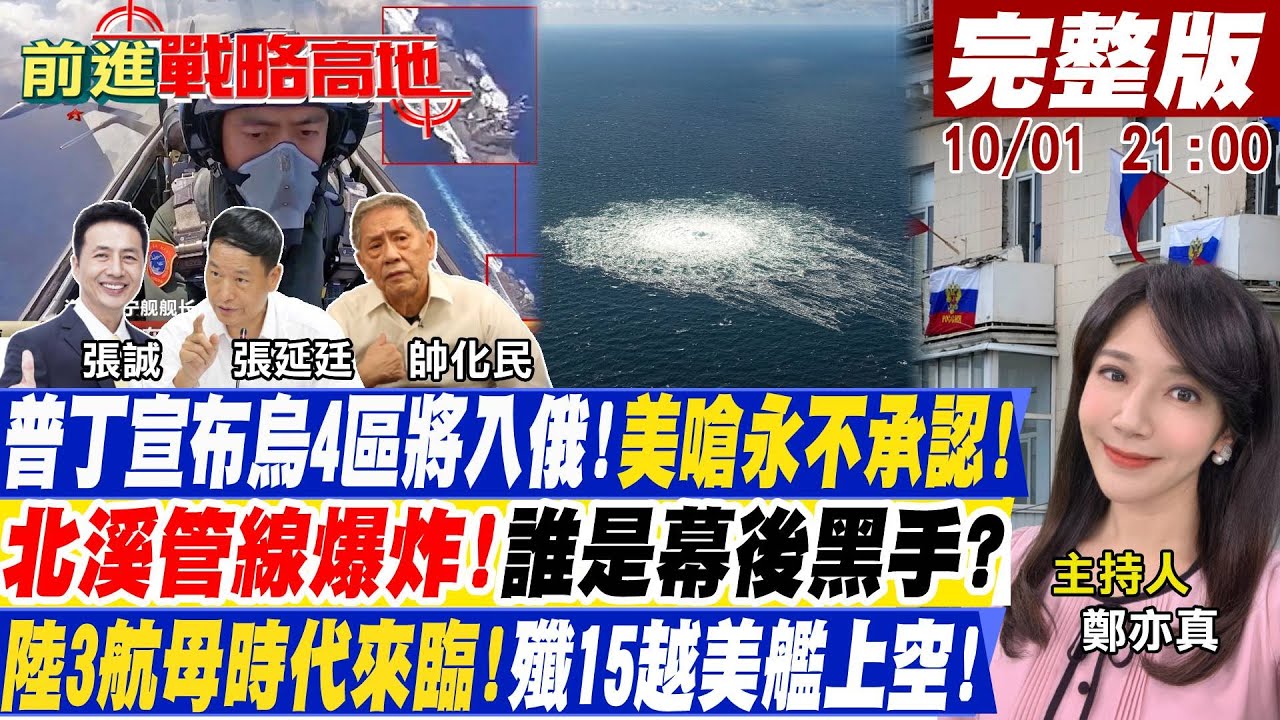 前進戰略高地
完整版
10/01 21:00
張誠
張延廷
帥化民
普丁宣布烏4區將入俄!美嗆永不承認!
北溪管線爆炸!誰是幕後黑手?
陸3航母時代來臨!殲15越美艦上空!
主持人
鄭亦真